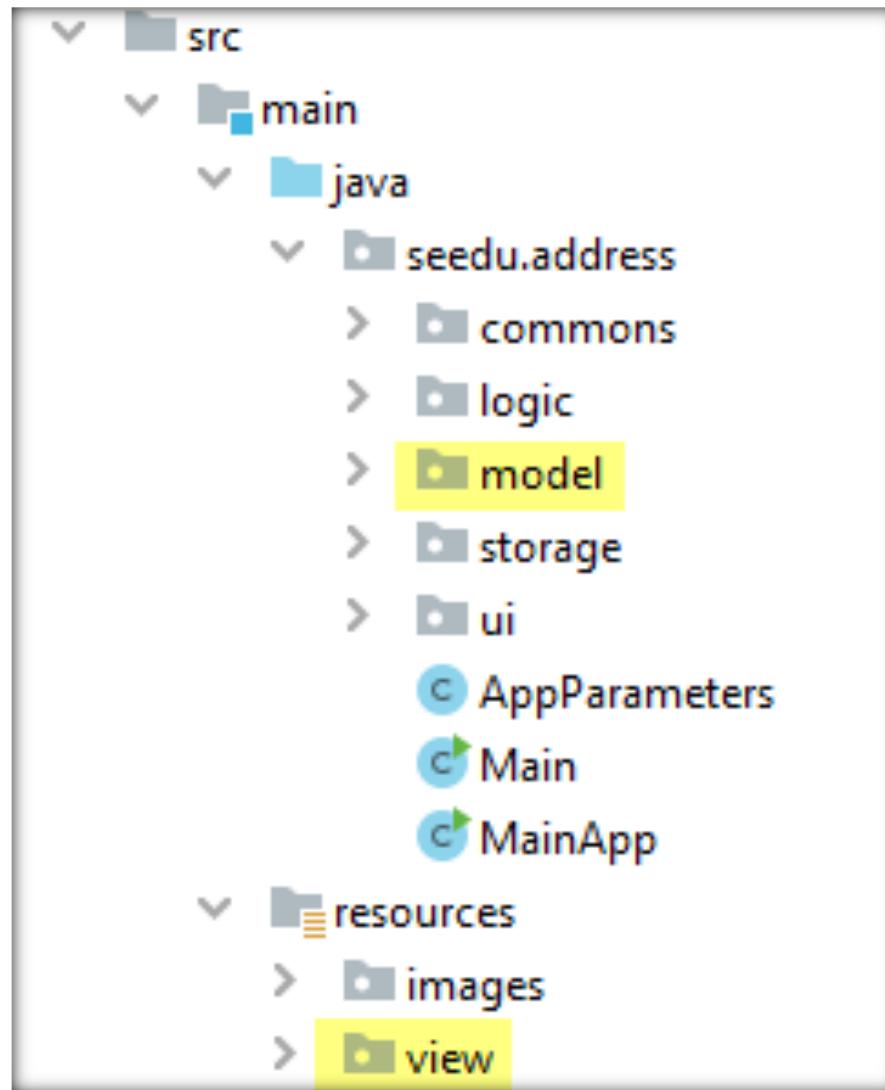 src
main
java
seedu.address
commons
logic
model
storage
ui
C AppParameters
C Main
C MainApp
resources
images
view